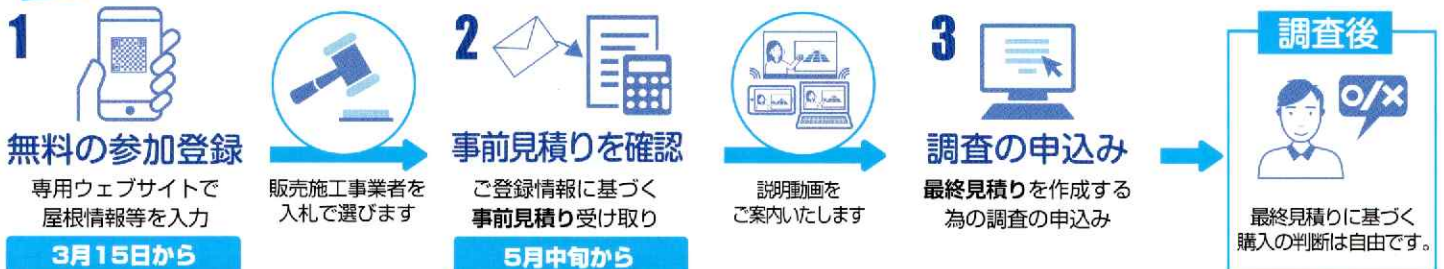 1
無料の参加登録
専用ウェブサイトで
屋根情報等を入力
3月15日から
販売施工事業者を
入札で選びます
2
事前見積りを確認
ご登録情報に基づく
事前見積り受け取り
5月中旬から
説明動画を
ご案内いたします
3
調査の申込み
最終見積りを作成する
為の調査の申込み
調査後
o/×
最終見積りに基づく
購入の判断は自由です。